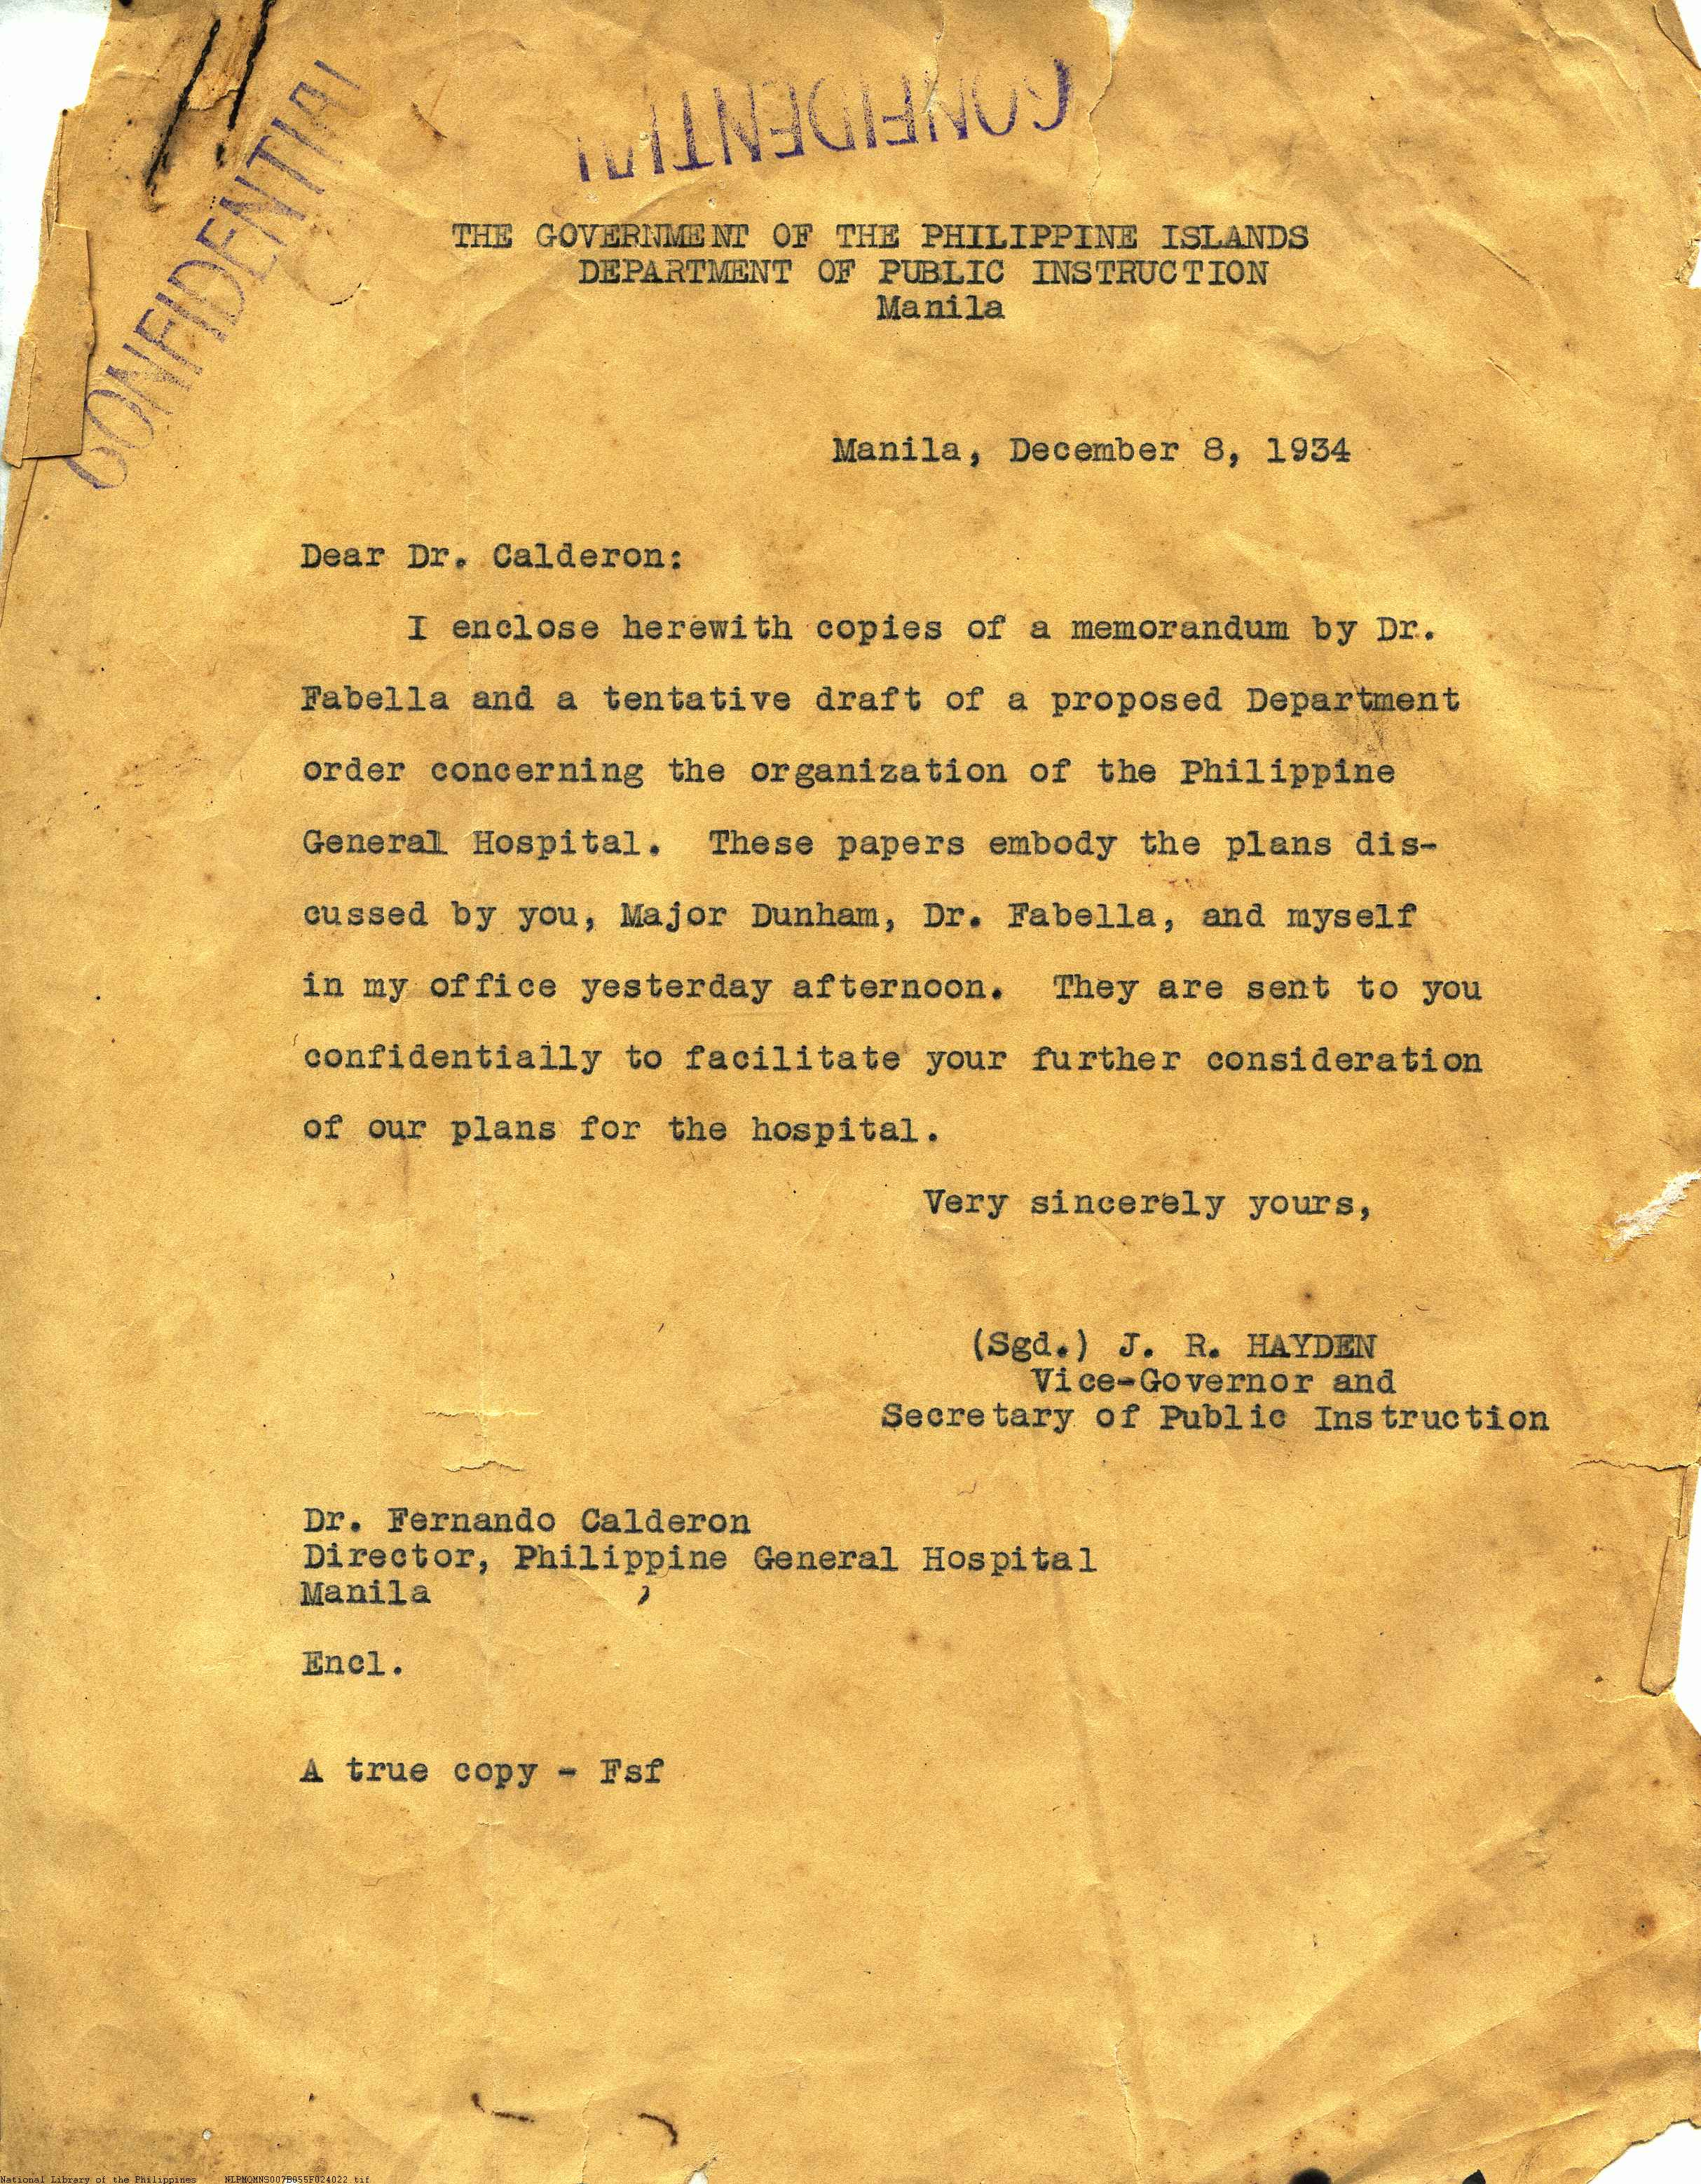 CONFIDENTIAL
CONFIDENTIAL
THE GOVERNMENT OF THE PHILIPPINE ISLANDS
DEPARTMENT OF PUBLIC INSTRUCTION
Manila
Manila, December 8, 1934
Dear Dr. Calderon:
I enclose herewith copies of a memorandum by Dr.
Fabella and a tentative draft of a proposed Department
order concerning the organization of the Philippine
General Hospital. These papers embody the plans dis-
cussed by you, Major Dunham, Dr. Fabella, and myself
in my office yesterday afternoon. They are sent to you
confidentially to facilitate your further consideration
of our plans for the hospital.
Very sincerely yours,
(Sgd.) J. R. HAYDEN
Vice-Governor and
Secretary of Public Instruction
Dr. Fernando Calderon
Director, Philippine General Hospital
Manila
Encl.
A true copy - Fsf
National Library of the Philippines NLPMQMNS007B055F024022.tif